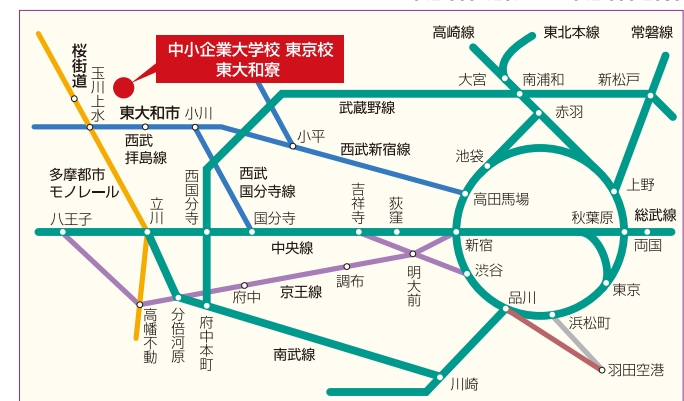 高崎線
東北本線
常磐線
中小企業大学校 東京校
東大和寮
桜街道
玉川上水
大宮
南浦和
新松戸
武蔵野線
東大和市
小川
赤羽
西武
拝島線
小平
西武新宿線
池袋
多摩都市
モノレール
西武
国分寺線
西国分寺
高田馬場
上野
八王子
立川
国分寺
吉祥寺
荻窪
秋葉原
総武線
中央線
新宿
両国
渋谷
調布
明大前
京王線
府中
品川
東京
高幡不動
分倍河原
府中本町
浜松町
南武線
羽田空港
川崎